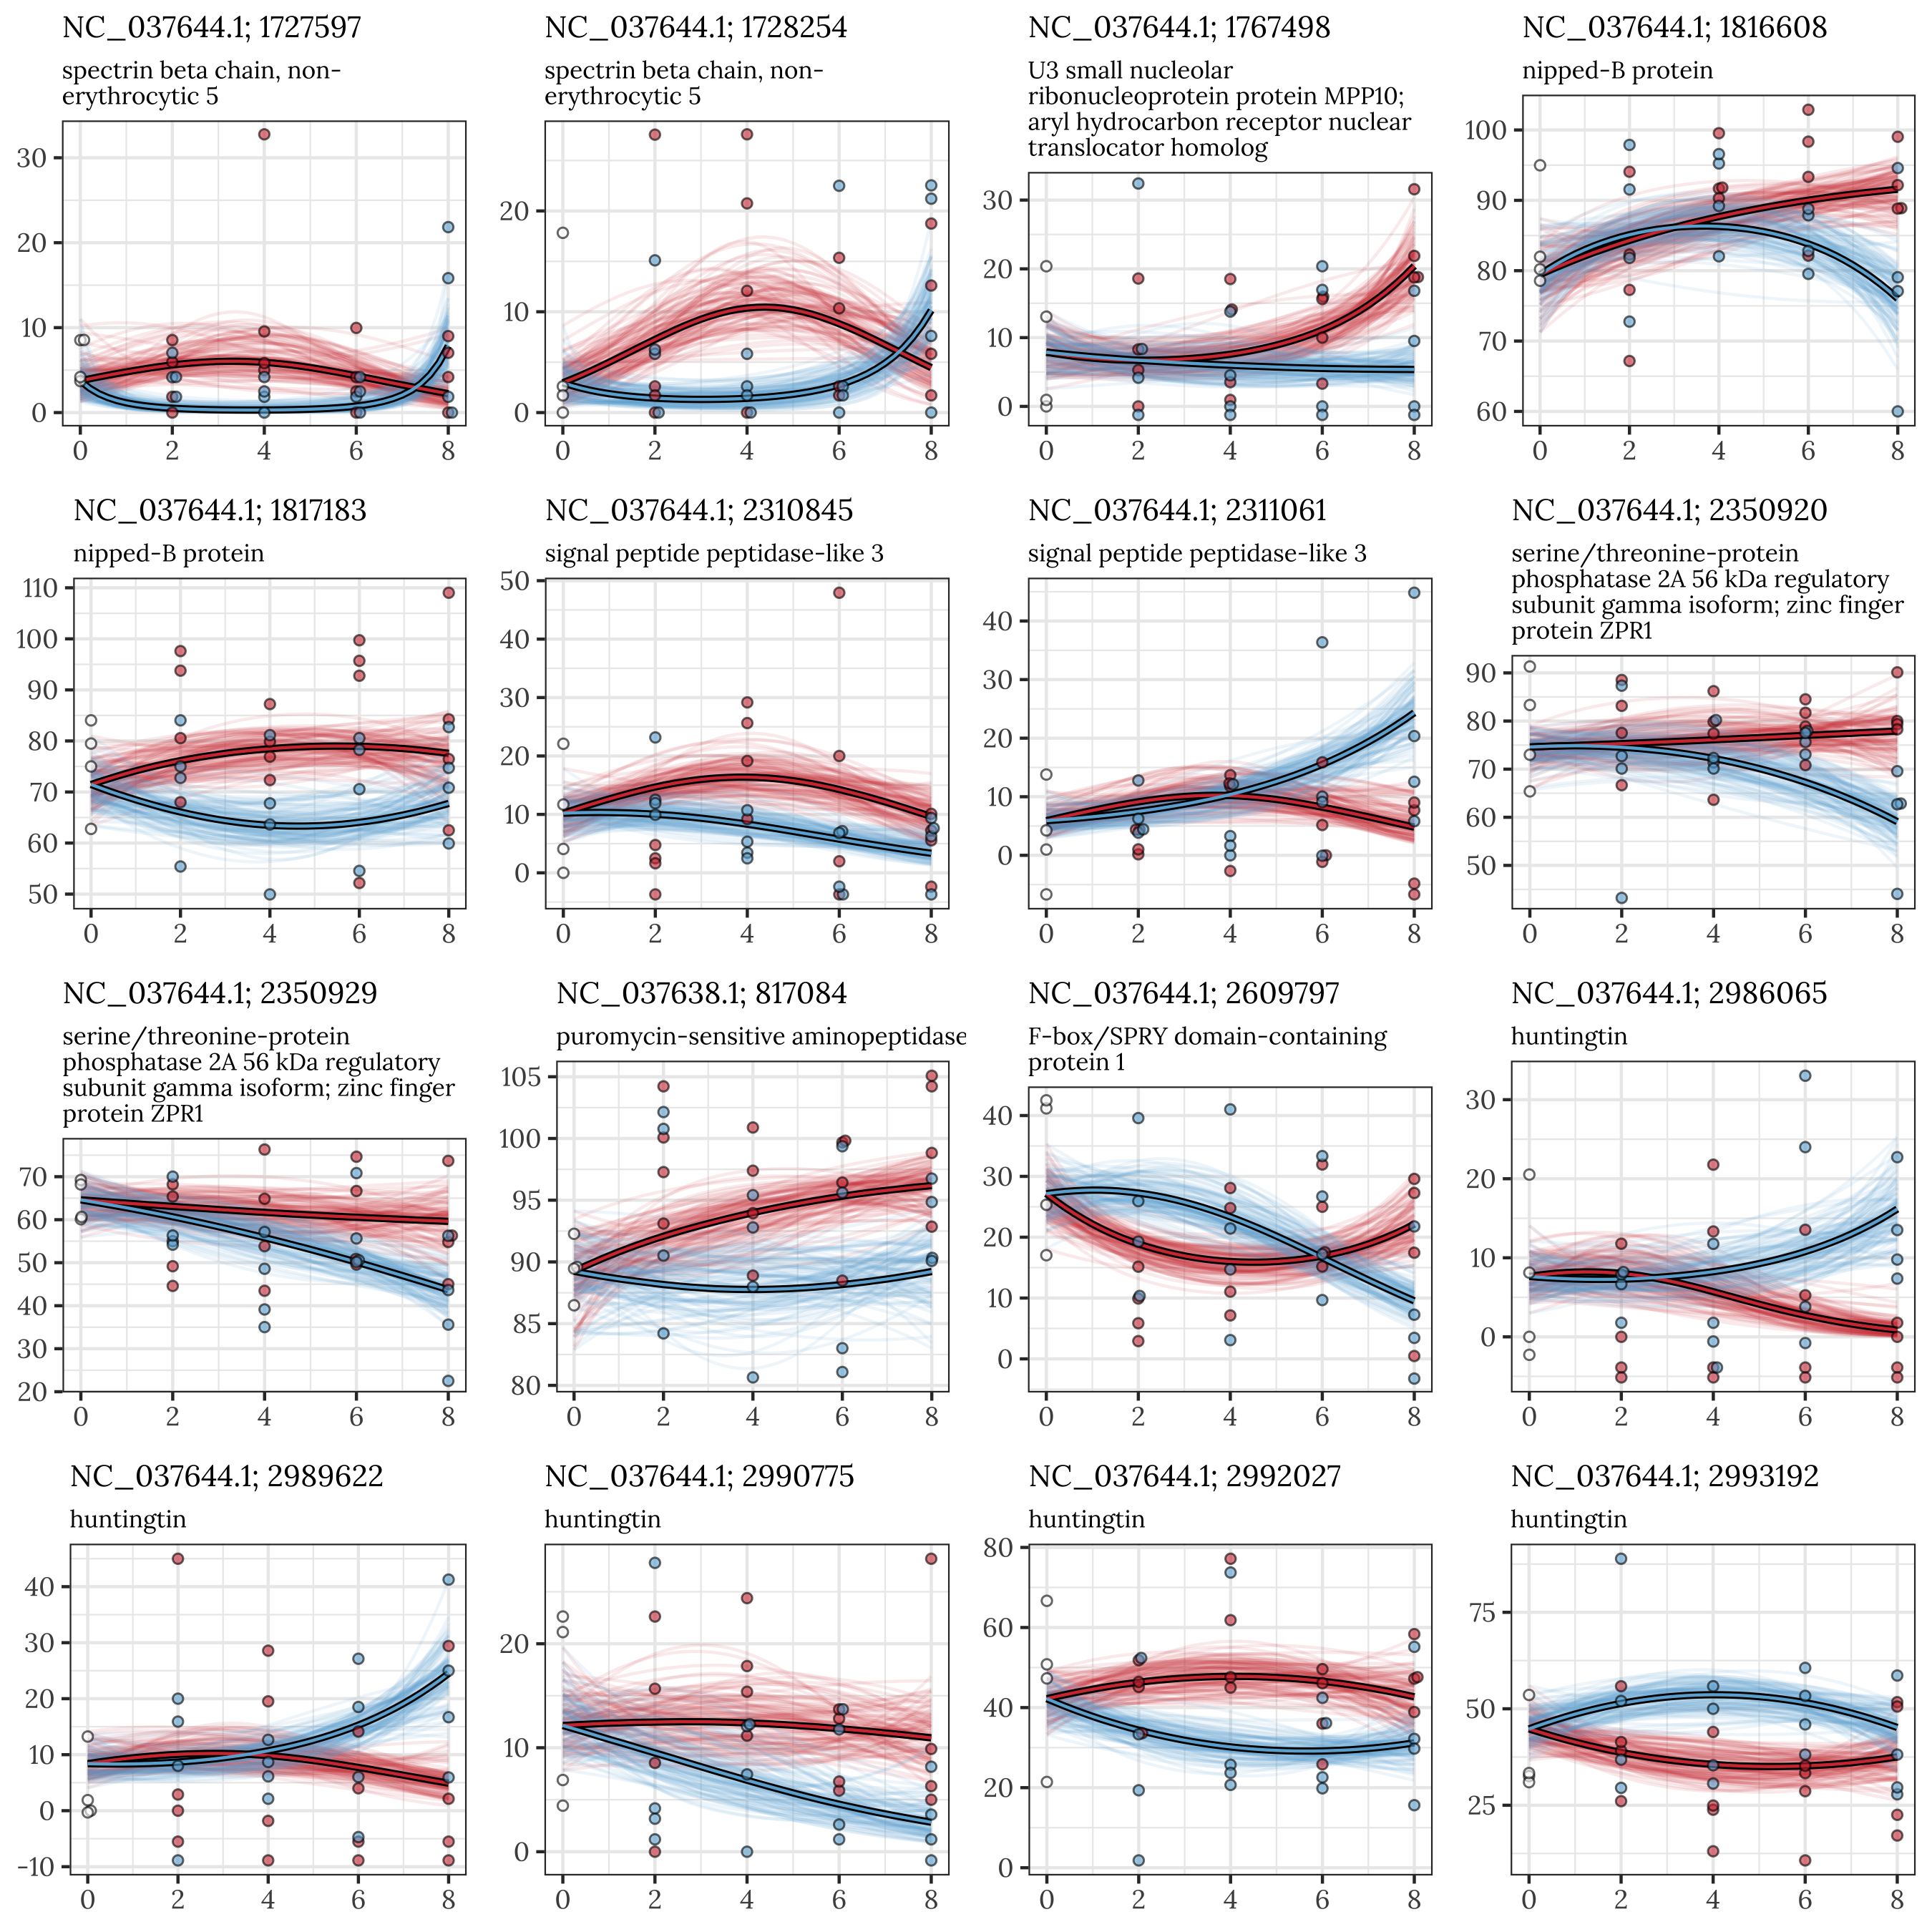 NC_037644.1; 1727597
spectrin beta chain, non-
erythrocytic 5
30
20
10
0
0 2 4 6 8
NC_037644.1; 1728254
spectrin beta chain, non-
erythrocytic 5
20
10
0
0 2 4 6 8
NC_037644.1; 1767498
U3 small nucleolar
ribonucleoprotein protein MPP10;
aryl hydrocarbon receptor nuclear
translocator homolog
30
20
10
0
0 2 4 6 8
NC_037644.1; 1816608
nipped-B protein
100
90
80
70
60
0 2 4 6 8
NC_037644.1; 1817183
nipped-B protein
110
100
90
80
70
60
50
0 2 4 6 8
NC_037644.1; 2310845
signal peptide peptidase-like 3
50
40
30
20
10
0
0 2 4 6 8
NC_037644.1; 2311061
signal peptide peptidase-like 3
40
30
20
10
0
0 2 4 6 8
NC_037644.1; 2350920
serine/threonine-protein
phosphatase 2A 56 kDa regulatory
subunit gamma isoform; zinc finger
protein ZPR1
90
80
70
60
50
0 2 4 6 8
NC_037644.1; 2350929
serine/threonine-protein
phosphatase 2A 56 kDa regulatory
subunit gamma isoform; zinc finger
protein ZPR1
70
60
50
40
30
20
0 2 4 6 8
NC_037638.1; 817084
puromycin-sensitive aminopeptidase
105
100
95
90
85
80
0 2 4 6 8
NC_037644.1; 2609797
F-box/SPRY domain-containing
protein 1
40
30
20
10
0
0 2 4 6 8
NC_037644.1; 2986065
huntingtin
30
20
10
0
0 2 4 6 8
NC_037644.1; 2989622
huntingtin
40
30
20
10
0
-10
0 2 4 6 8
NC_037644.1; 2990775
huntingtin
20
10
0
0 2 4 6 8
NC_037644.1; 2992027
huntingtin
80
60
40
20
0
0 2 4 6 8
NC_037644.1; 2993192
huntingtin
75
50
25
0 2 4 6 8